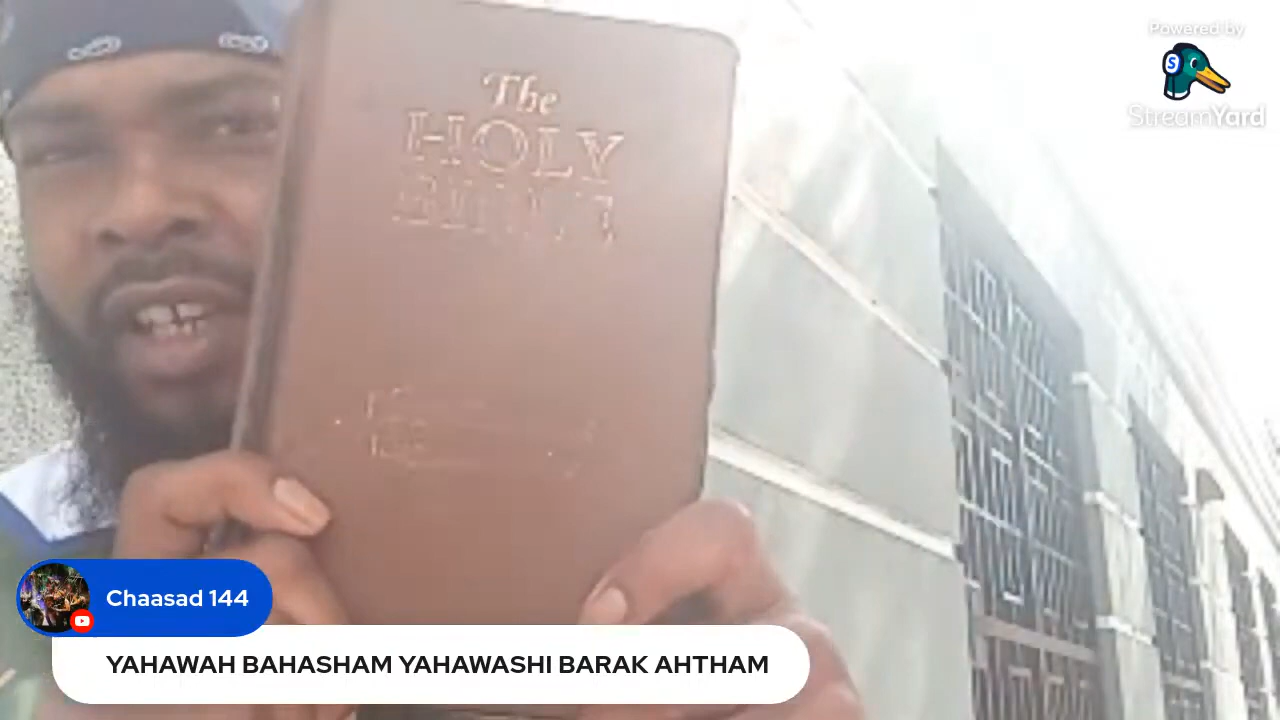 Powered by
StreamYard
The
HOLY
BIBLE
Chaasad 144
YAHAWAH BAHASHAM YAHAWASHI BARAK AHTHAM